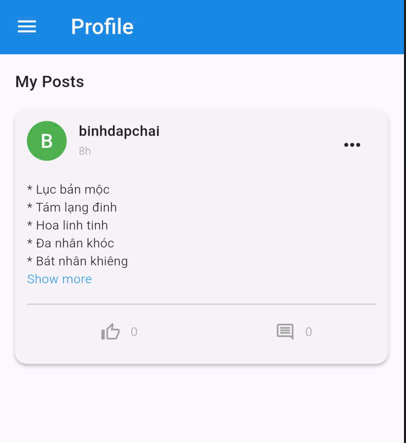 Profile
My Posts
B
binhdapchai
8h
* Lục bản mộc
* Tám lạng đinh
* Hoa linh tinh
* Đa nhân khóc
* Bát nhân khiêng
Show more
0
0